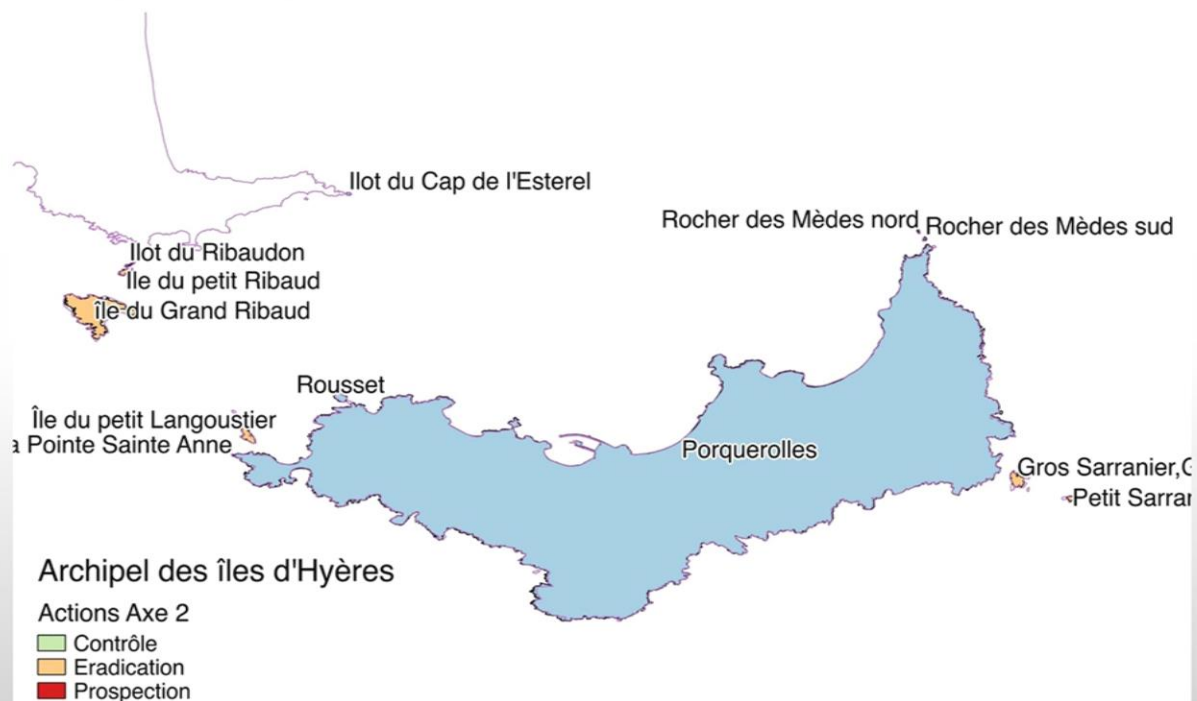 Ilot du Cap de l'Esterel
Rocher des Mèdes nord
Rocher des Mèdes sud
Ilot du Ribaudon
Ile du petit Ribaud
île du Grand Ribaud
Rousset
Île du petit Langoustier
a Pointe Sainte Anne
Porquerolles
Gros Sarranier,G
Petit Sarrar
Archipel des îles d'Hyères
Actions Axe 2
Contrôle
Eradication
Prospection